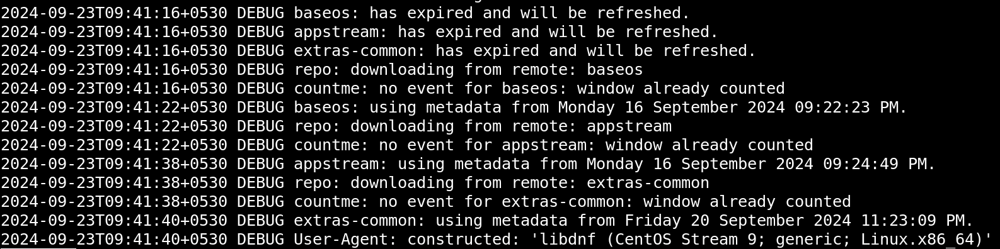 2024-09-23T09:41:16+0530 DEBUG baseos: has expired and will be refreshed.
2024-09-23T09:41:16+0530 DEBUG appstream: has expired and will be refreshed.
2024-09-23T09:41:16+0530 DEBUG extras-common: has expired and will be refreshed.
2024-09-23T09:41:16+0530 DEBUG repo: downloading from remote: baseos
2024-09-23T09:41:16+0530 DEBUG countme: no event for baseos: window already counted
2024-09-23T09:41:22+0530 DEBUG baseos: using metadata from Monday 16 September 2024 09:22:23 PM.
2024-09-23T09:41:22+0530 DEBUG repo: downloading from remote: appstream
2024-09-23T09:41:22+0530 DEBUG countme: no event for appstream: window already counted
2024-09-23T09:41:38+0530 DEBUG appstream: using metadata from Monday 16 September 2024 09:24:49 PM.
2024-09-23T09:41:38+0530 DEBUG repo: downloading from remote: extras-common
2024-09-23T09:41:38+0530 DEBUG countme: no event for extras-common: window already counted
2024-09-23T09:41:40+0530 DEBUG extras-common: using metadata from Friday 20 September 2024 11:23:09 PM.
2024-09-23T09:41:40+0530 DEBUG User-Agent: constructed: 'libdnf (CentOS Stream 9; generic; Linux.x86_64)'